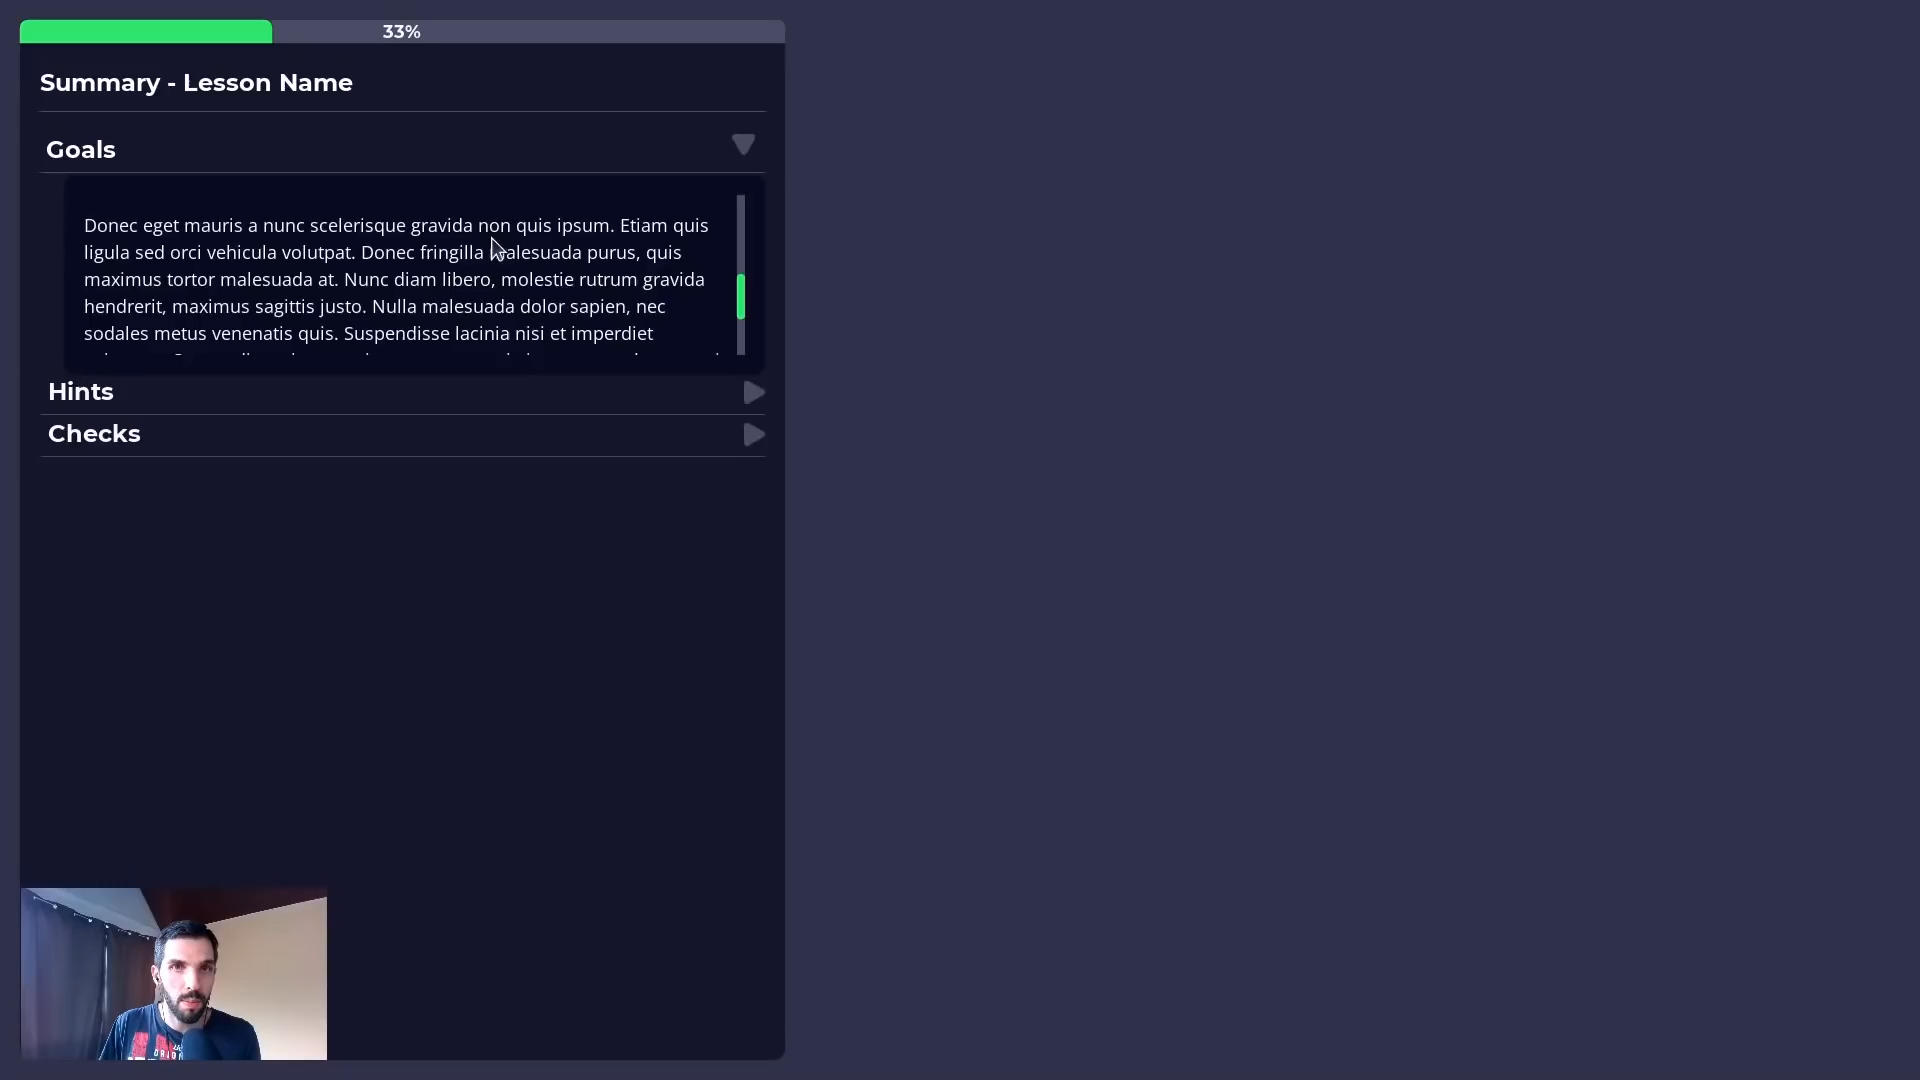 33%
Summary - Lesson Name
Goals
Donec eget mauris a nunc scelerisque gravida non quis ipsum. Etiam quis
ligula sed orci vehicula volutpat. Donec fringilla malesuada purus, quis
maximus tortor malesuada at. Nunc diam libero, molestie rutrum gravida
hendrerit, maximus sagittis justo. Nulla malesuada dolor sapien, nec
sodales metus venenatis quis. Suspendisse lacinia nisi et imperdiet
Hints
Checks